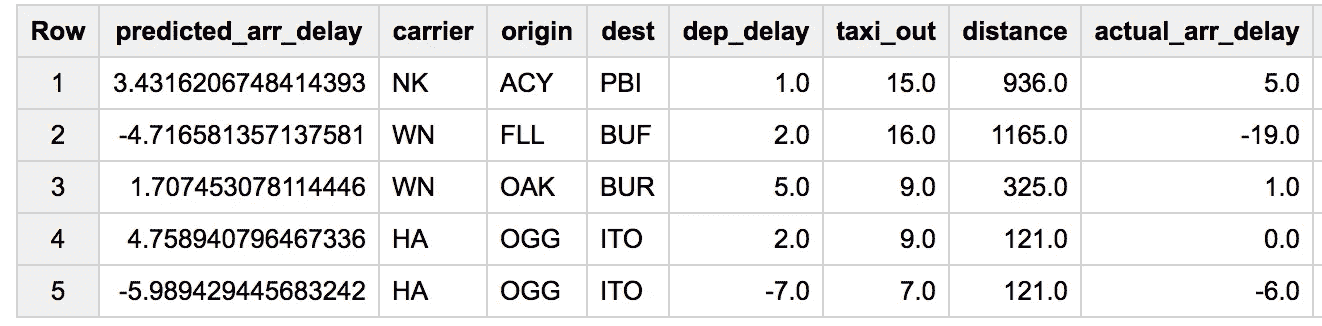 Row predicted_arr_delay carrier origin dest dep_delay taxi_out distance actual_arr_delay
1 3.4316206748414393 NK ACY PBI 1.0 15.0 936.0 5.0
2 -4.716581357137581 WN FLL BUF 2.0 16.0 1165.0 -19.0
3 1.707453078114446 WN OAK BUR 5.0 9.0 325.0 1.0
4 4.758940796467336 HA OGG ITO 2.0 9.0 121.0 0.0
5 -5.989429445683242 HA OGG ITO -7.0 7.0 121.0 -6.0